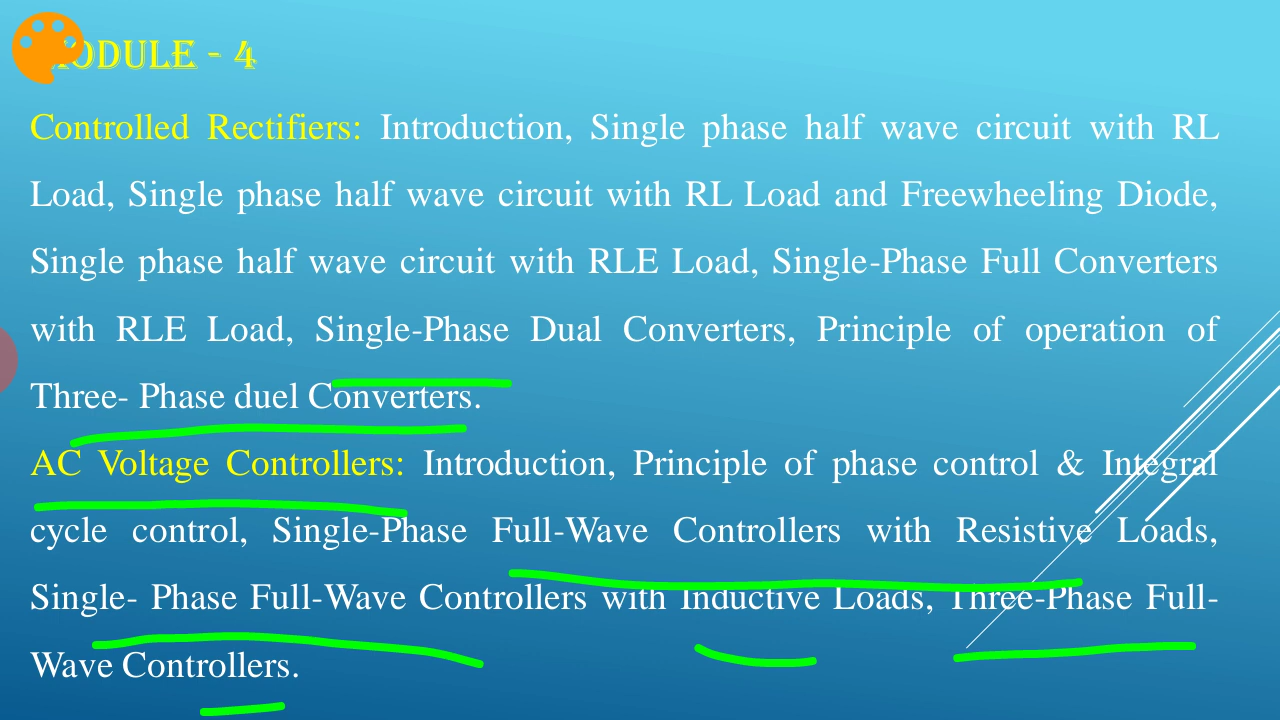 MODULE - 4
Controlled Rectifiers: Introduction, Single phase half wave circuit with RL
Load, Single phase half wave circuit with RL Load and Freewheeling Diode,
Single phase half wave circuit with RLE Load, Single-Phase Full Converters
with RLE Load, Single-Phase Dual Converters, Principle of operation of
Three- Phase duel Converters.
AC Voltage Controllers: Introduction, Principle of phase control & Integral
cycle control, Single-Phase Full-Wave Controllers with Resistive Loads,
Single- Phase Full-Wave Controllers with Inductive Loads, Three-Phase Full-
Wave Controllers.